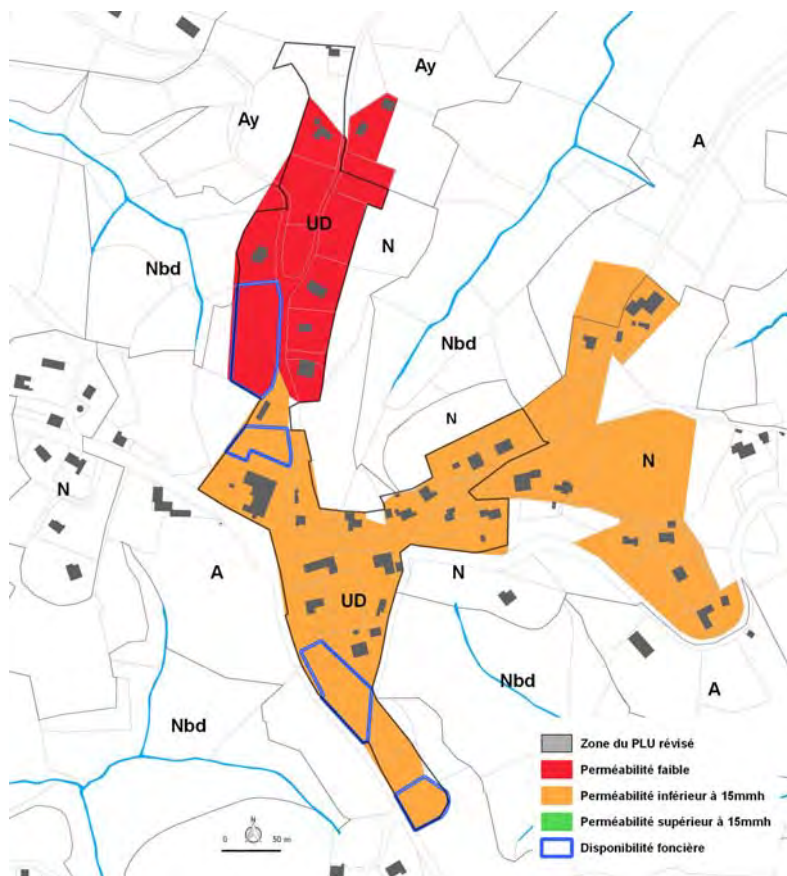 Ay
Ay
A
UD
N
Nbd
Nbd
N
N
N
A
N
UD
Nbd
A
Nbd
Zone du PLU révisé
Perméabilité faible
Perméabilité inférieur à 15mmh
Perméabilité supérieur à 15mmh
Disponibilité foncière
N
0 50 m